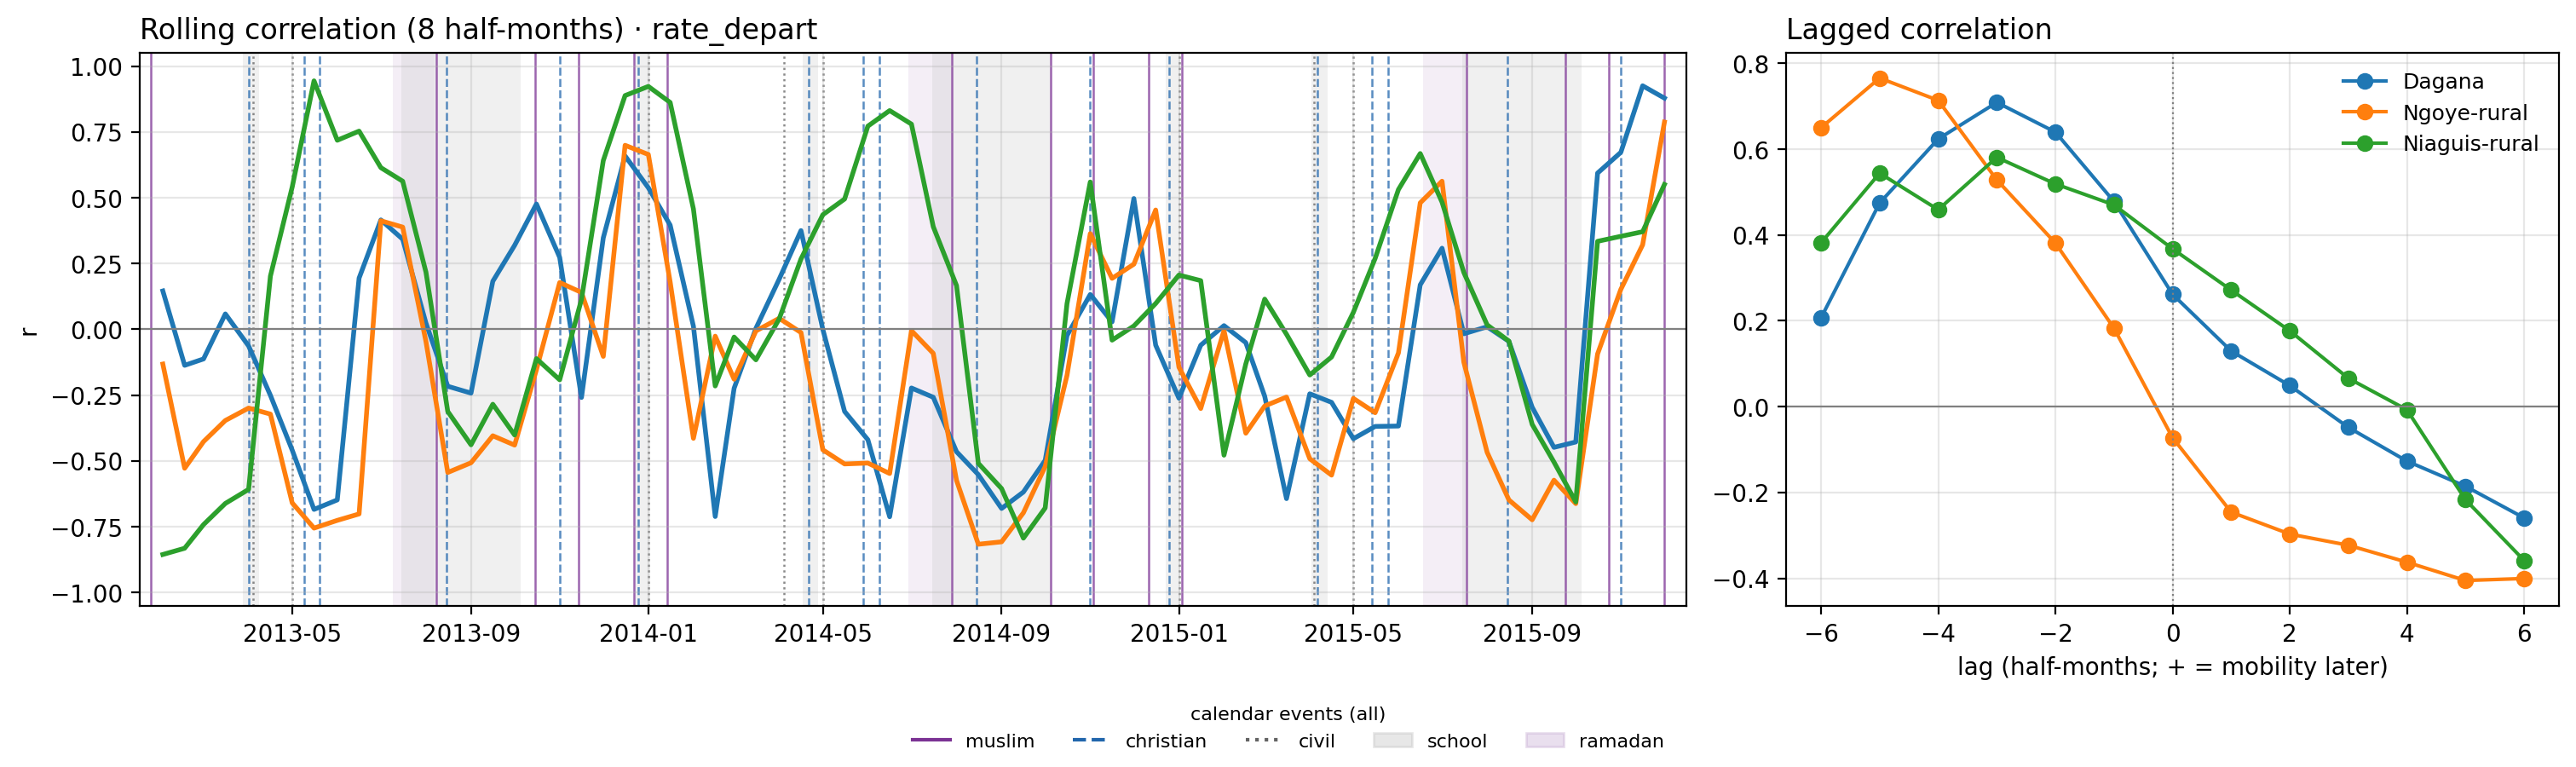 Rolling correlation (8 half-months) · rate_depart
r
1.00
0.75
0.50
0.25
0.00
−0.25
−0.50
−0.75
−1.00
2013-05 2013-09 2014-01 2014-05 2014-09 2015-01 2015-05 2015-09
Lagged correlation
0.8
0.6
0.4
0.2
0.0
−0.2
−0.4
Dagana
Ngoye-rural
Niaguis-rural
−6 −4 −2 0 2 4 6
lag (half-months; + = mobility later)
calendar events (all)
muslim christian civil school ramadan